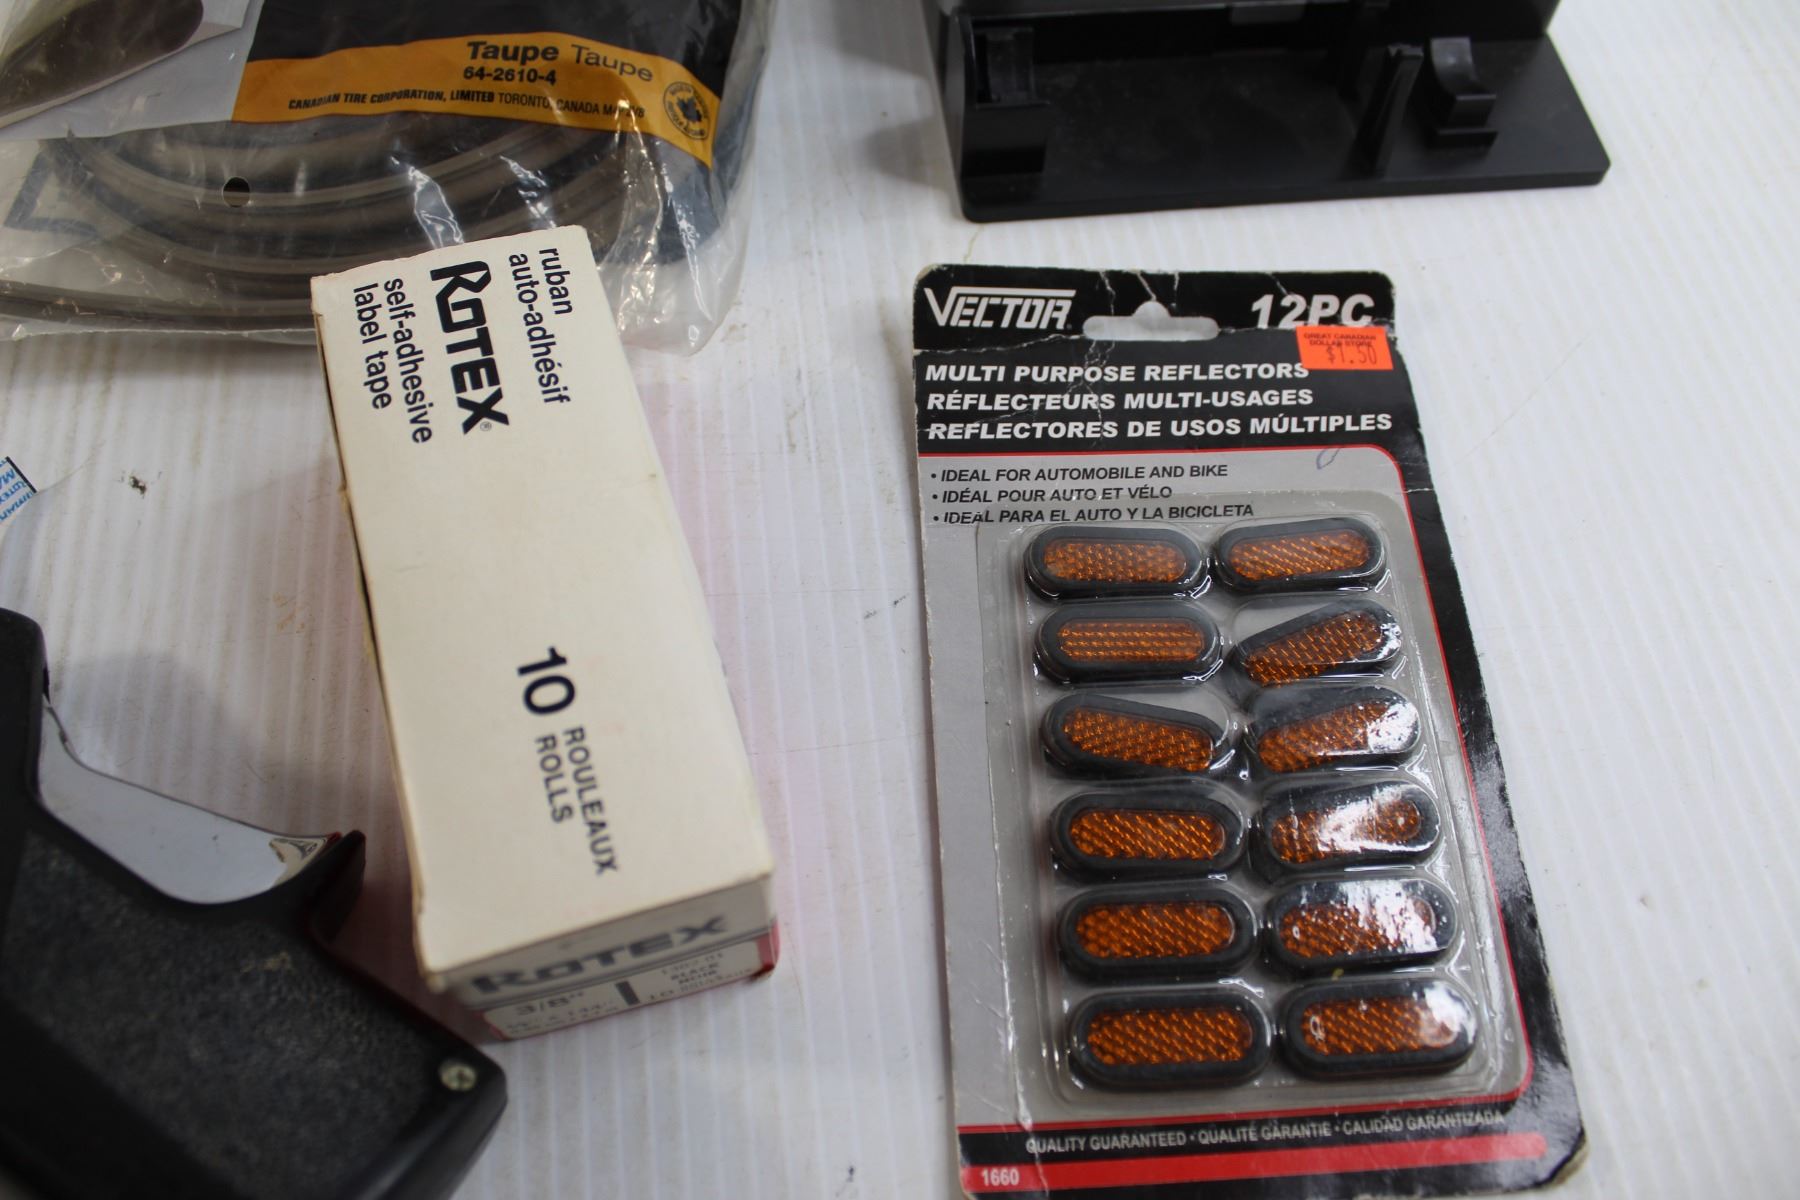 Taupe Taupe
64-2610-4
CANADIAN TIRE CORPORATION, LIMITED TORONTO, CANADA
ruban
auto-adhésif
ROTEX®
self-adhesive
label tape
10 ROULEAUX
ROLLS
ROTEX
3/8"
BLACK
NOIR
VECTOR 12PC
GREAT CANADIAN
DOLLAR STORE
$1.50
MULTI PURPOSE REFLECTORS
RÉFLECTEURS MULTI-USAGES
REFLECTORES DE USOS MÚLTIPLES
• IDEAL FOR AUTOMOBILE AND BIKE
• IDÉAL POUR AUTO ET VÉLO
• IDEAL PARA EL AUTO Y LA BICICLETA
QUALITY GUARANTEED • QUALITÉ GARANTIE • CALIDAD GARANTIZADA
1660